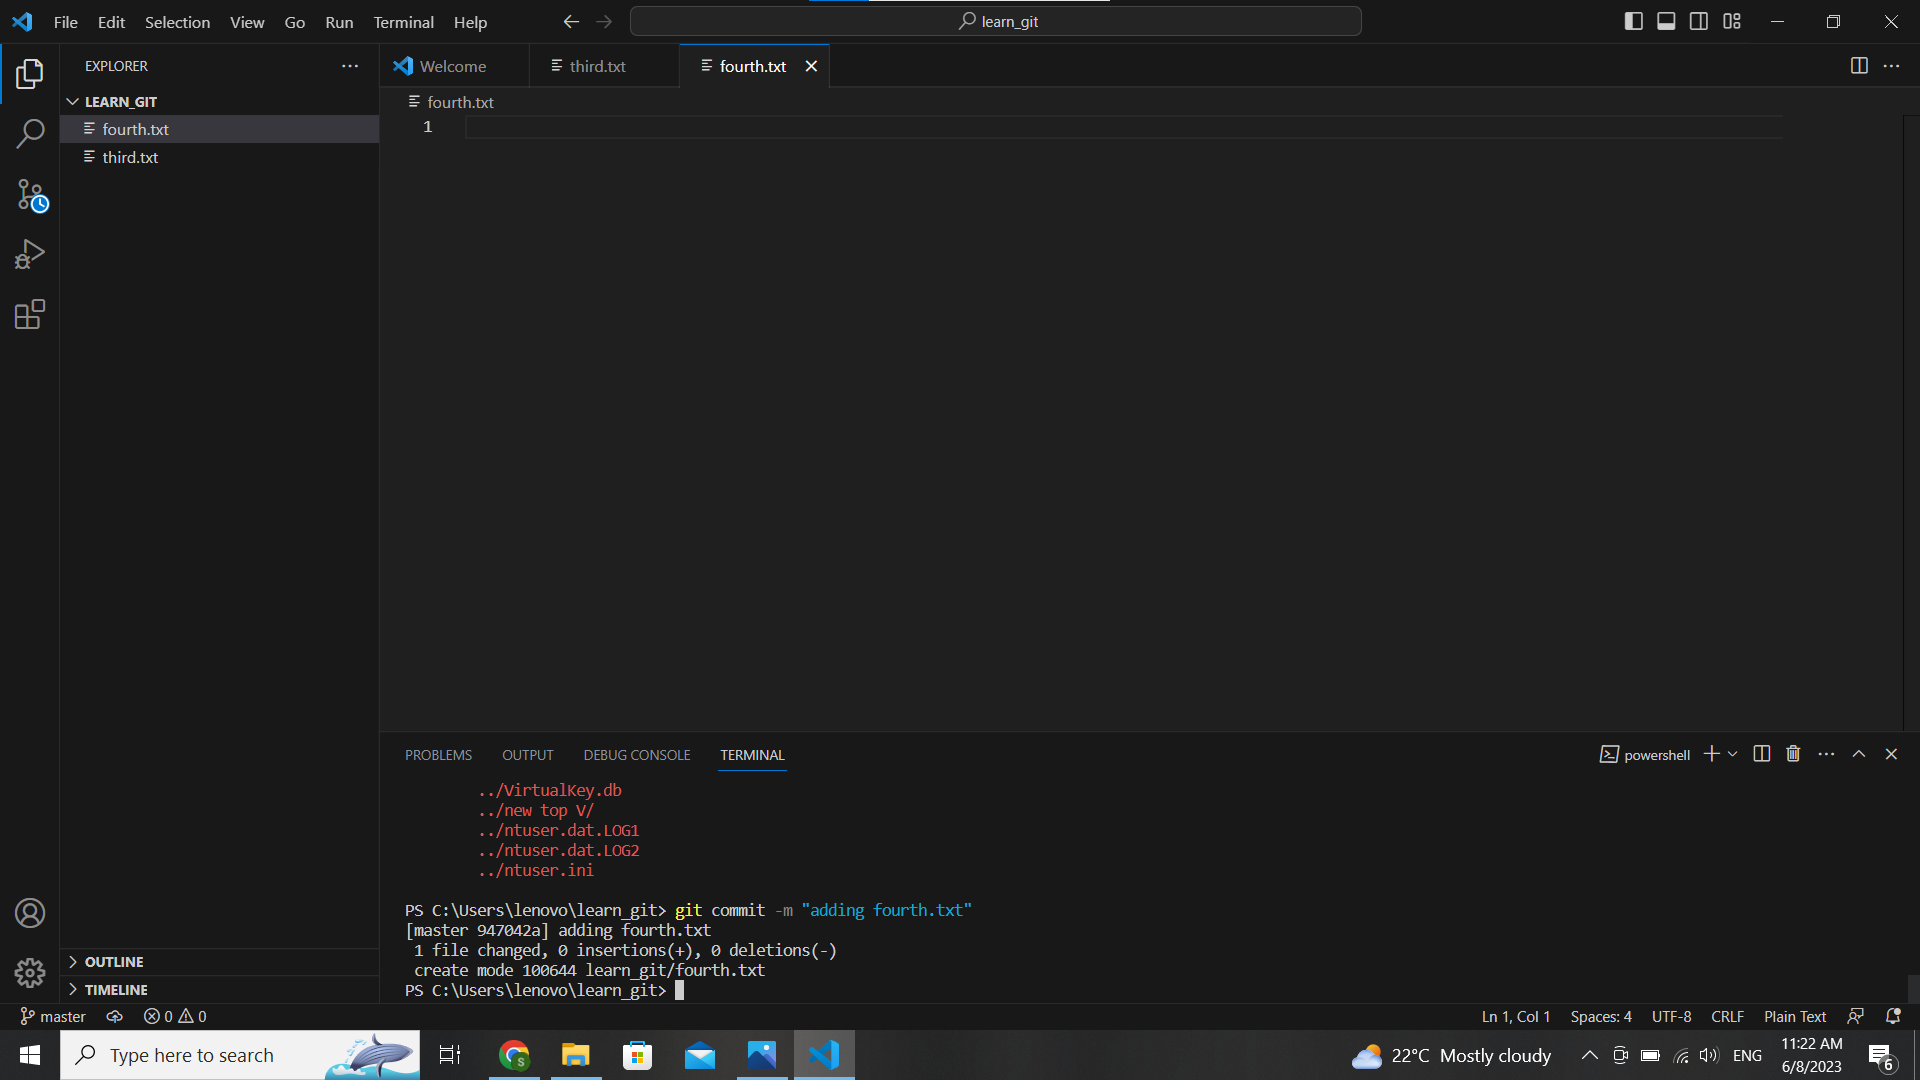 File Edit Selection View Go Run Terminal Help
learn_git
EXPLORER
LEARN_GIT
fourth.txt
third.txt
OUTLINE
TIMELINE
Welcome third.txt fourth.txt
fourth.txt
1
PROBLEMS OUTPUT DEBUG CONSOLE TERMINAL
powershell
../VirtualKey.db
../new top V/
../ntuser.dat.LOG1
../ntuser.dat.LOG2
../ntuser.ini
PS C:\Users\lenovo\learn_git> git commit -m "adding fourth.txt"
[master 947042a] adding fourth.txt
1 file changed, 0 insertions(+), 0 deletions(-)
create mode 100644 learn_git/fourth.txt
PS C:\Users\lenovo\learn_git>
master 0 0
Ln 1, Col 1 Spaces: 4 UTF-8 CRLF Plain Text
Type here to search
S
22°C Mostly cloudy
ENG
11:22 AM
6/8/2023
6